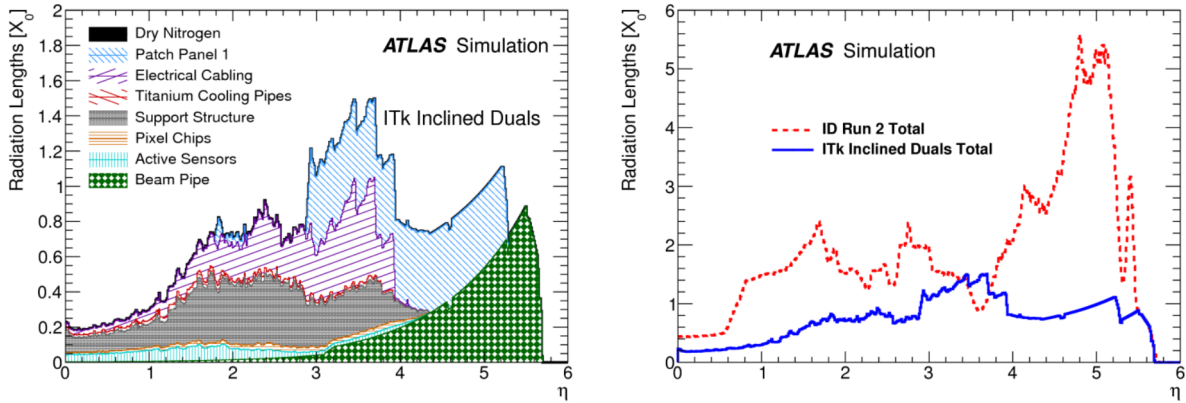 Radiation Lengths [X0]
2
1.8
1.6
1.4
1.2
1
0.8
0.6
0.4
0.2
0
Dry Nitrogen
Patch Panel 1
Electrical Cabling
Titanium Cooling Pipes
Support Structure
Pixel Chips
Active Sensors
Beam Pipe
ATLAS Simulation
ITk Inclined Duals
0 1 2 3 4 5 6
η
Radiation Lengths [X0]
6
5
4
3
2
1
0
ATLAS Simulation
ID Run 2 Total
ITk Inclined Duals Total
0 1 2 3 4 5 6
η